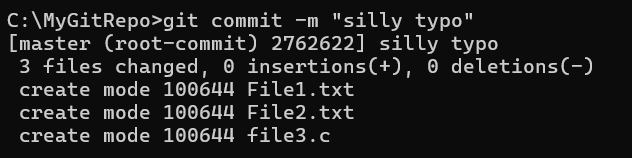 C:\MyGitRepo>git commit -m "silly typo"
[master (root-commit) 2762622] silly typo
 3 files changed, 0 insertions(+), 0 deletions(-)
 create mode 100644 File1.txt
 create mode 100644 File2.txt
 create mode 100644 file3.c